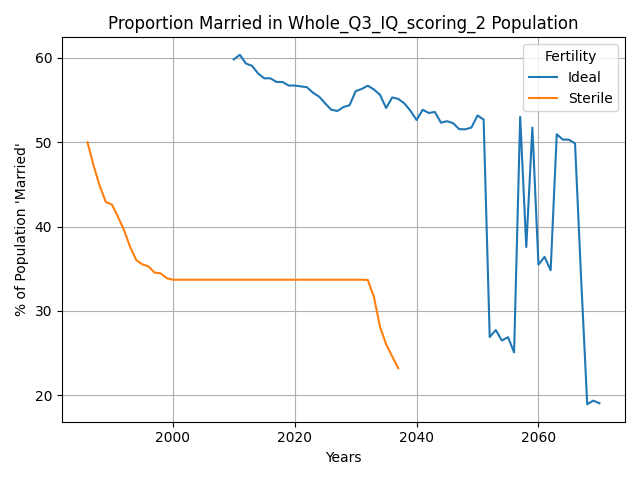 Proportion Married in Whole_Q3_IQ_scoring_2 Population
% of Population 'Married'
60
50
40
30
20
Fertility
Ideal
Sterile
2000
2020
2040
2060
Years